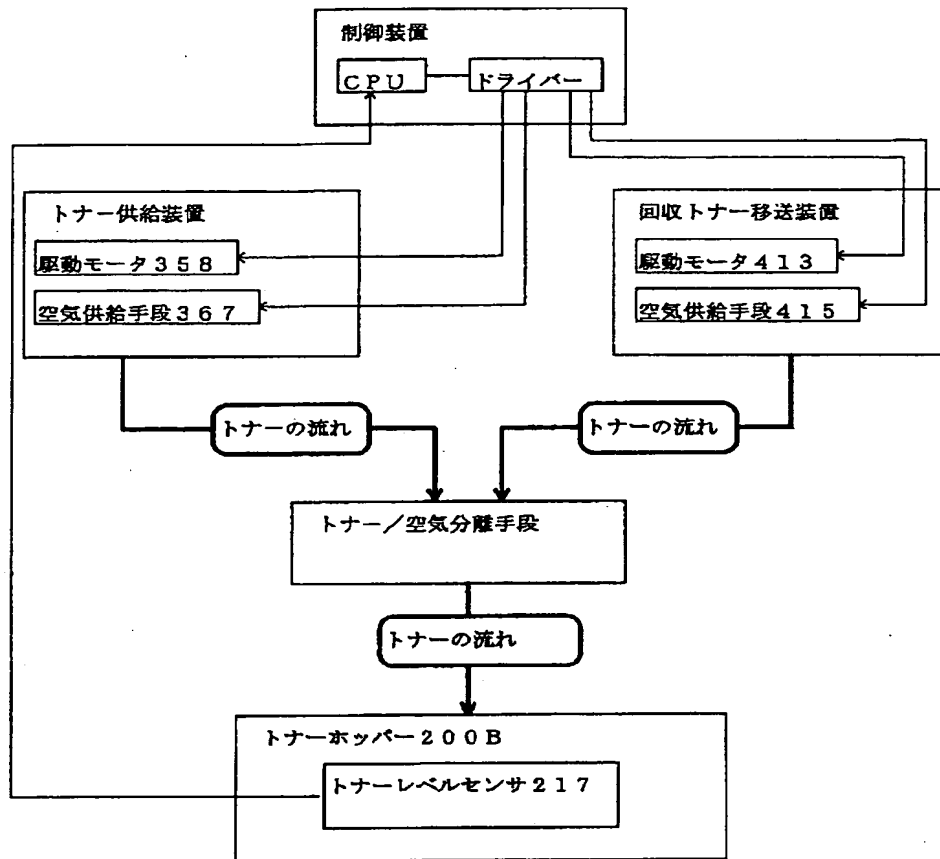 制御装置
ＣＰＵ
ドライバー
トナー供給装置
駆動モータ３５８
空気供給手段３６７
回収トナー移送装置
駆動モータ４１３
空気供給手段４１５
トナーの流れ
トナーの流れ
トナー／空気分離手段
トナーの流れ
トナーホッパー２００Ｂ
トナーレベルセンサ２１７